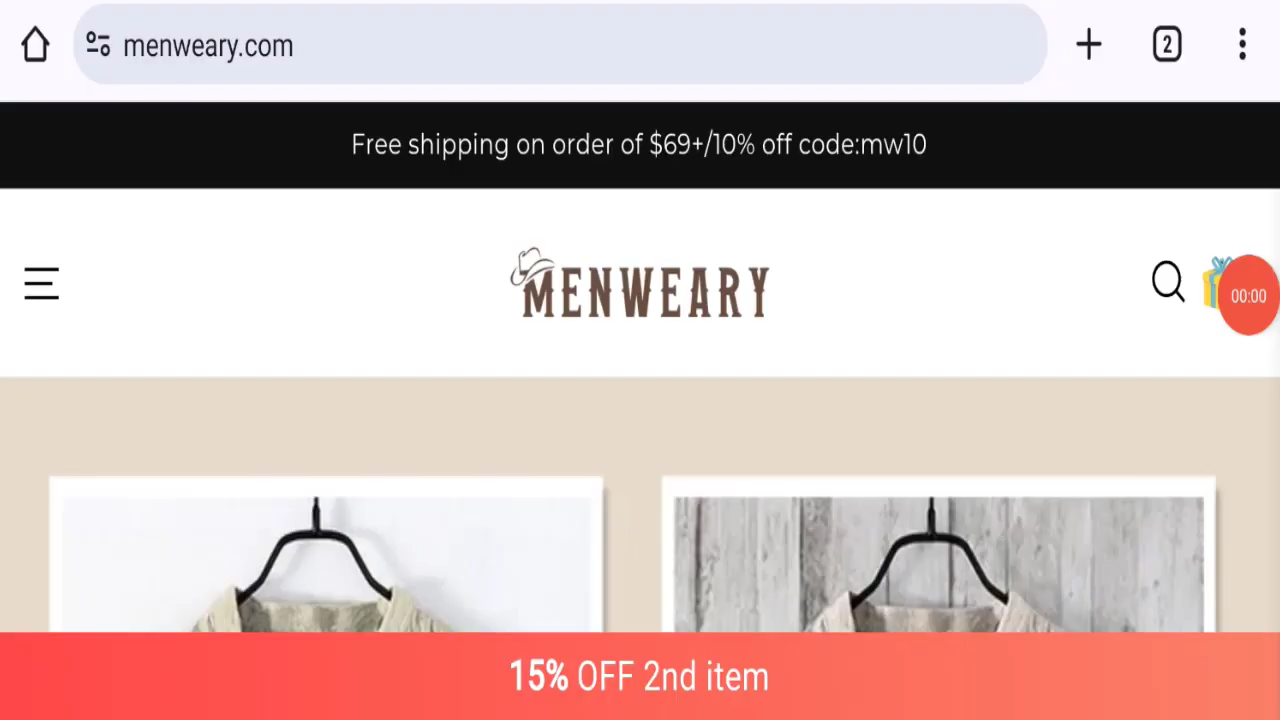 menweary.com
2
Free shipping on order of $69+/10% off code:mw10
MENWEARY
00:00
15% OFF 2nd item